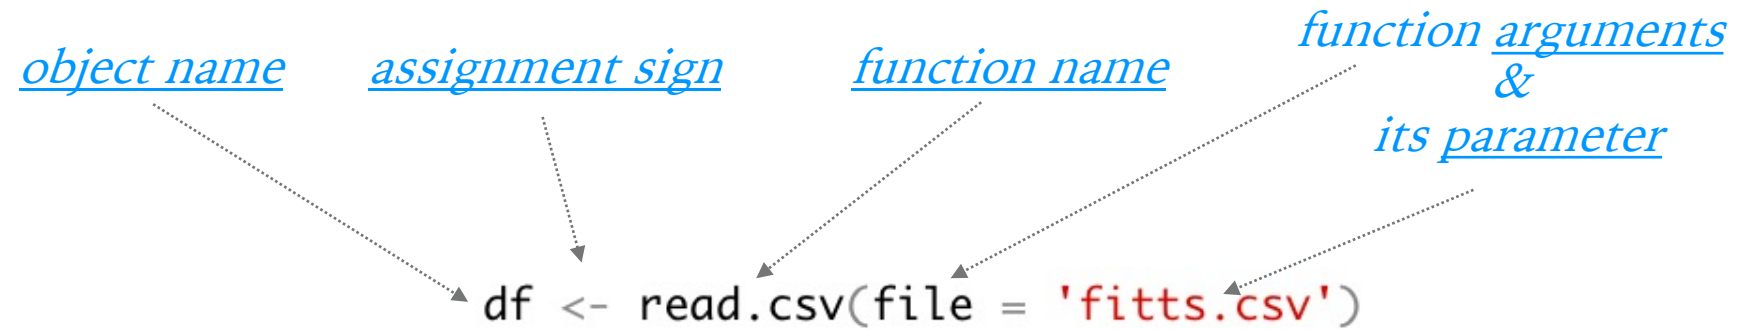 object name
assignment sign
function name
function arguments
&
its parameter
df <- read.csv(file = 'fitts.csv')